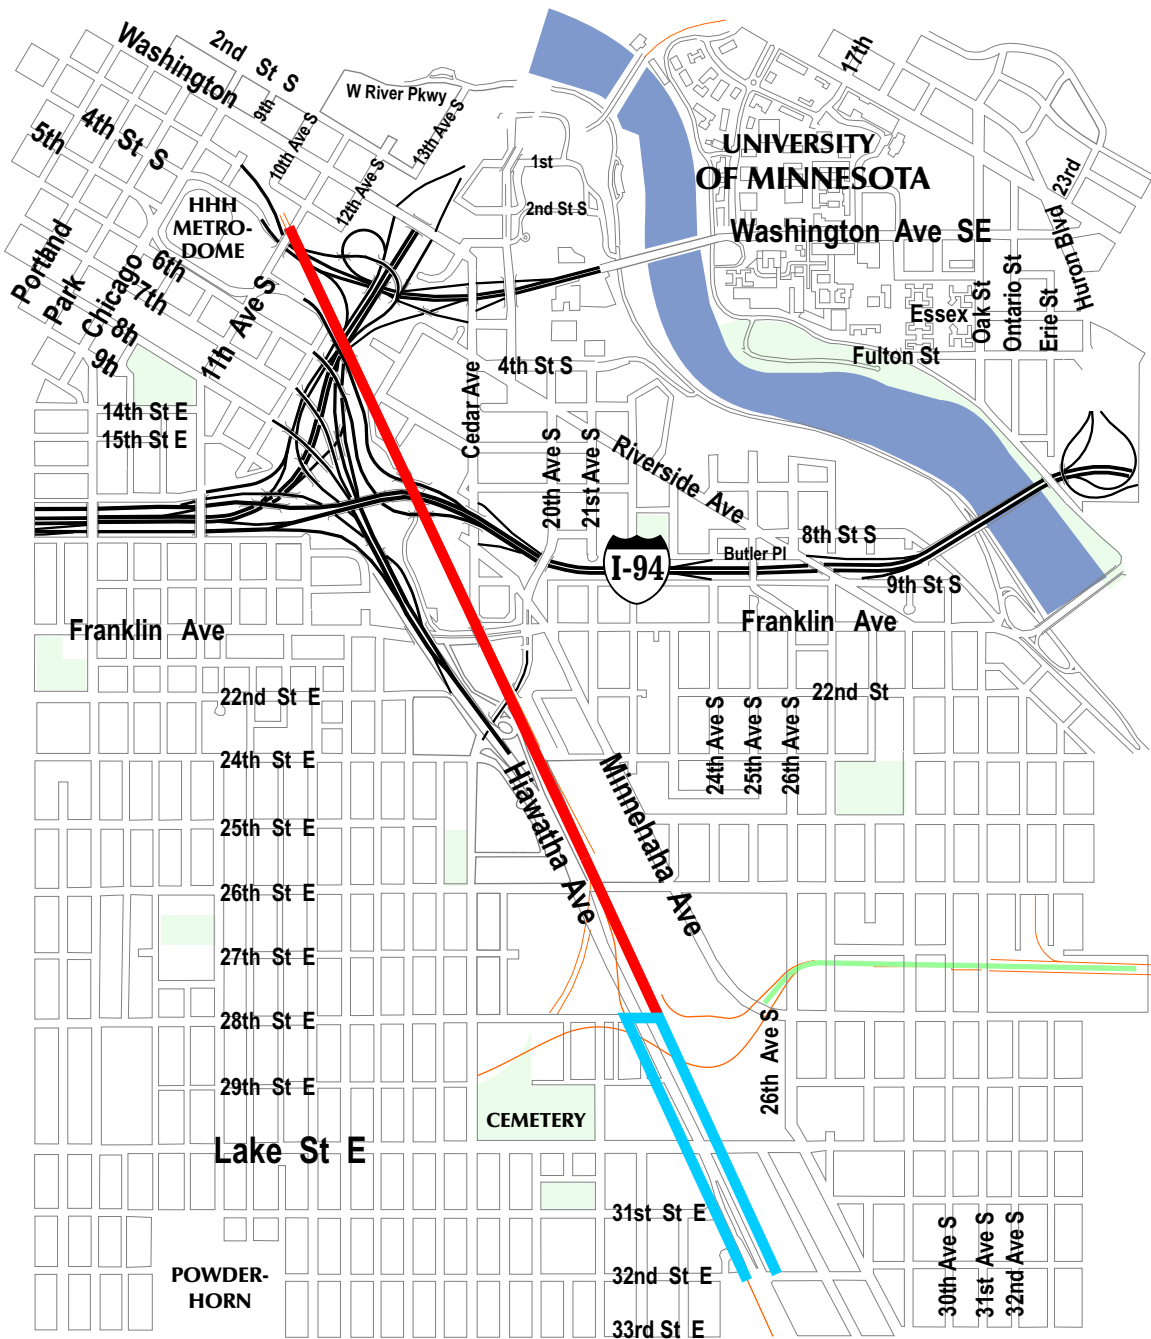 2nd St S
Washington
W River Pkwy
9th
17th
4th St S
5th
10th Ave S
13th Ave S
12th Ave S
1st
2nd St S
UNIVERSITY
OF MINNESOTA
23rd
HHH
METRO-
DOME
Washington Ave SE
Huron Blvd
Portland
Park
Chicago
6th
7th
8th
9h
11th Ave S
Essex
Oak St
Ontario St
Erie St
Fulton St
4th St S
Cedar Ave
14th St E
15th St E
20th Ave S
21st Ave S
Riverside Ave
8th St S
Butler Pl
I-94
9th St S
Franklin Ave
Franklin Ave
22nd St E
22nd St
24th Ave S
25th Ave S
26th Ave S
24th St E
Hiawatha Ave
Minnehaha Ave
25th St E
26th St E
27th St E
28th St E
26th Ave S
29th St E
CEMETERY
Lake St E
31st St E
30th Ave S
31st Ave S
32nd Ave S
POWDER-
HORN
32nd St E
33rd St E